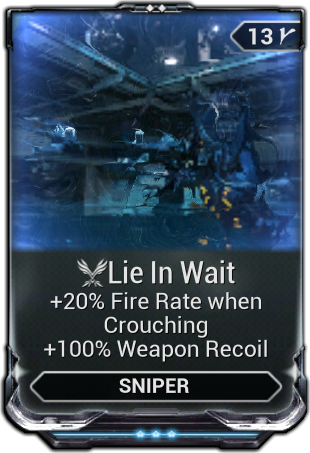 13
Lie In Wait
+20% Fire Rate when
Crouching
+100% Weapon Recoil
SNIPER